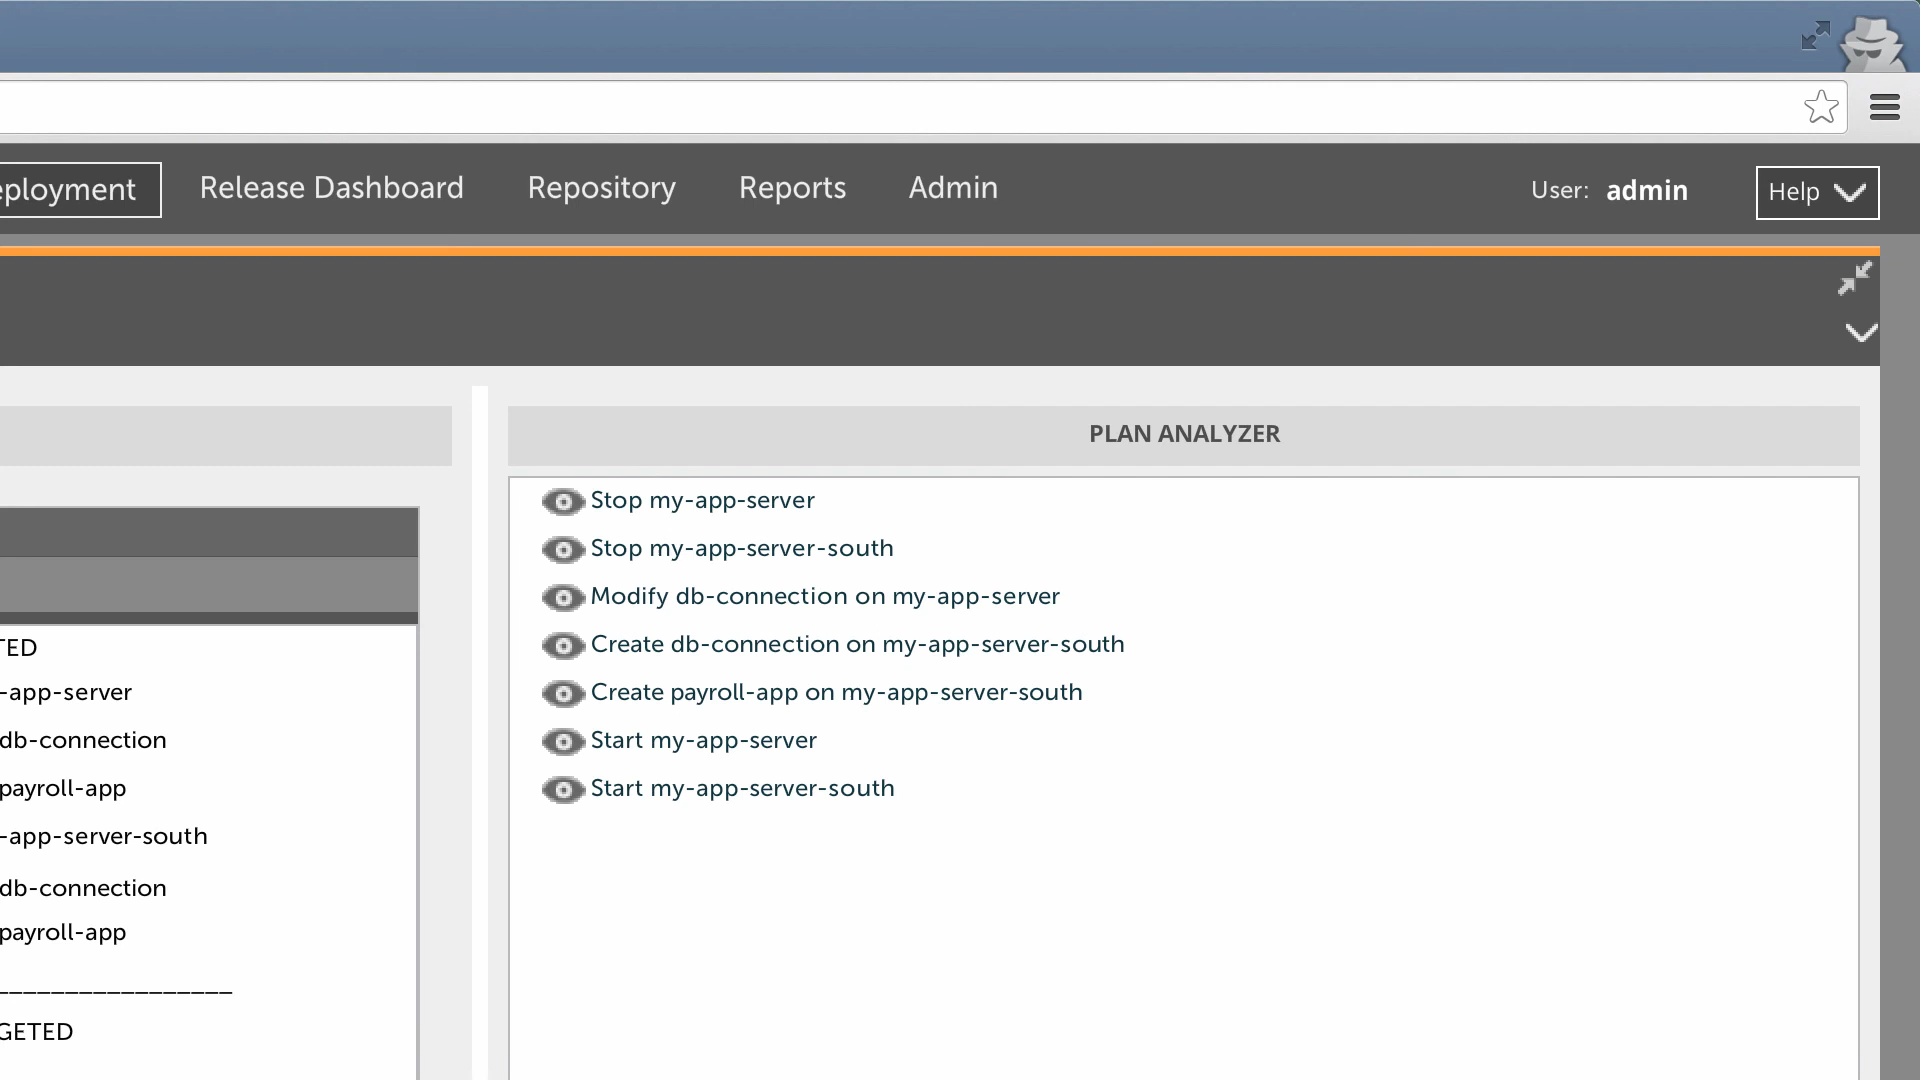 eployment Release Dashboard Repository Reports Admin User: admin Help
PLAN ANALYZER
Stop my-app-server
Stop my-app-server-south
Modify db-connection on my-app-server
Create db-connection on my-app-server-south
Create payroll-app on my-app-server-south
Start my-app-server
Start my-app-server-south
TED
-app-server
db-connection
payroll-app
-app-server-south
db-connection
payroll-app
_________________
GETED